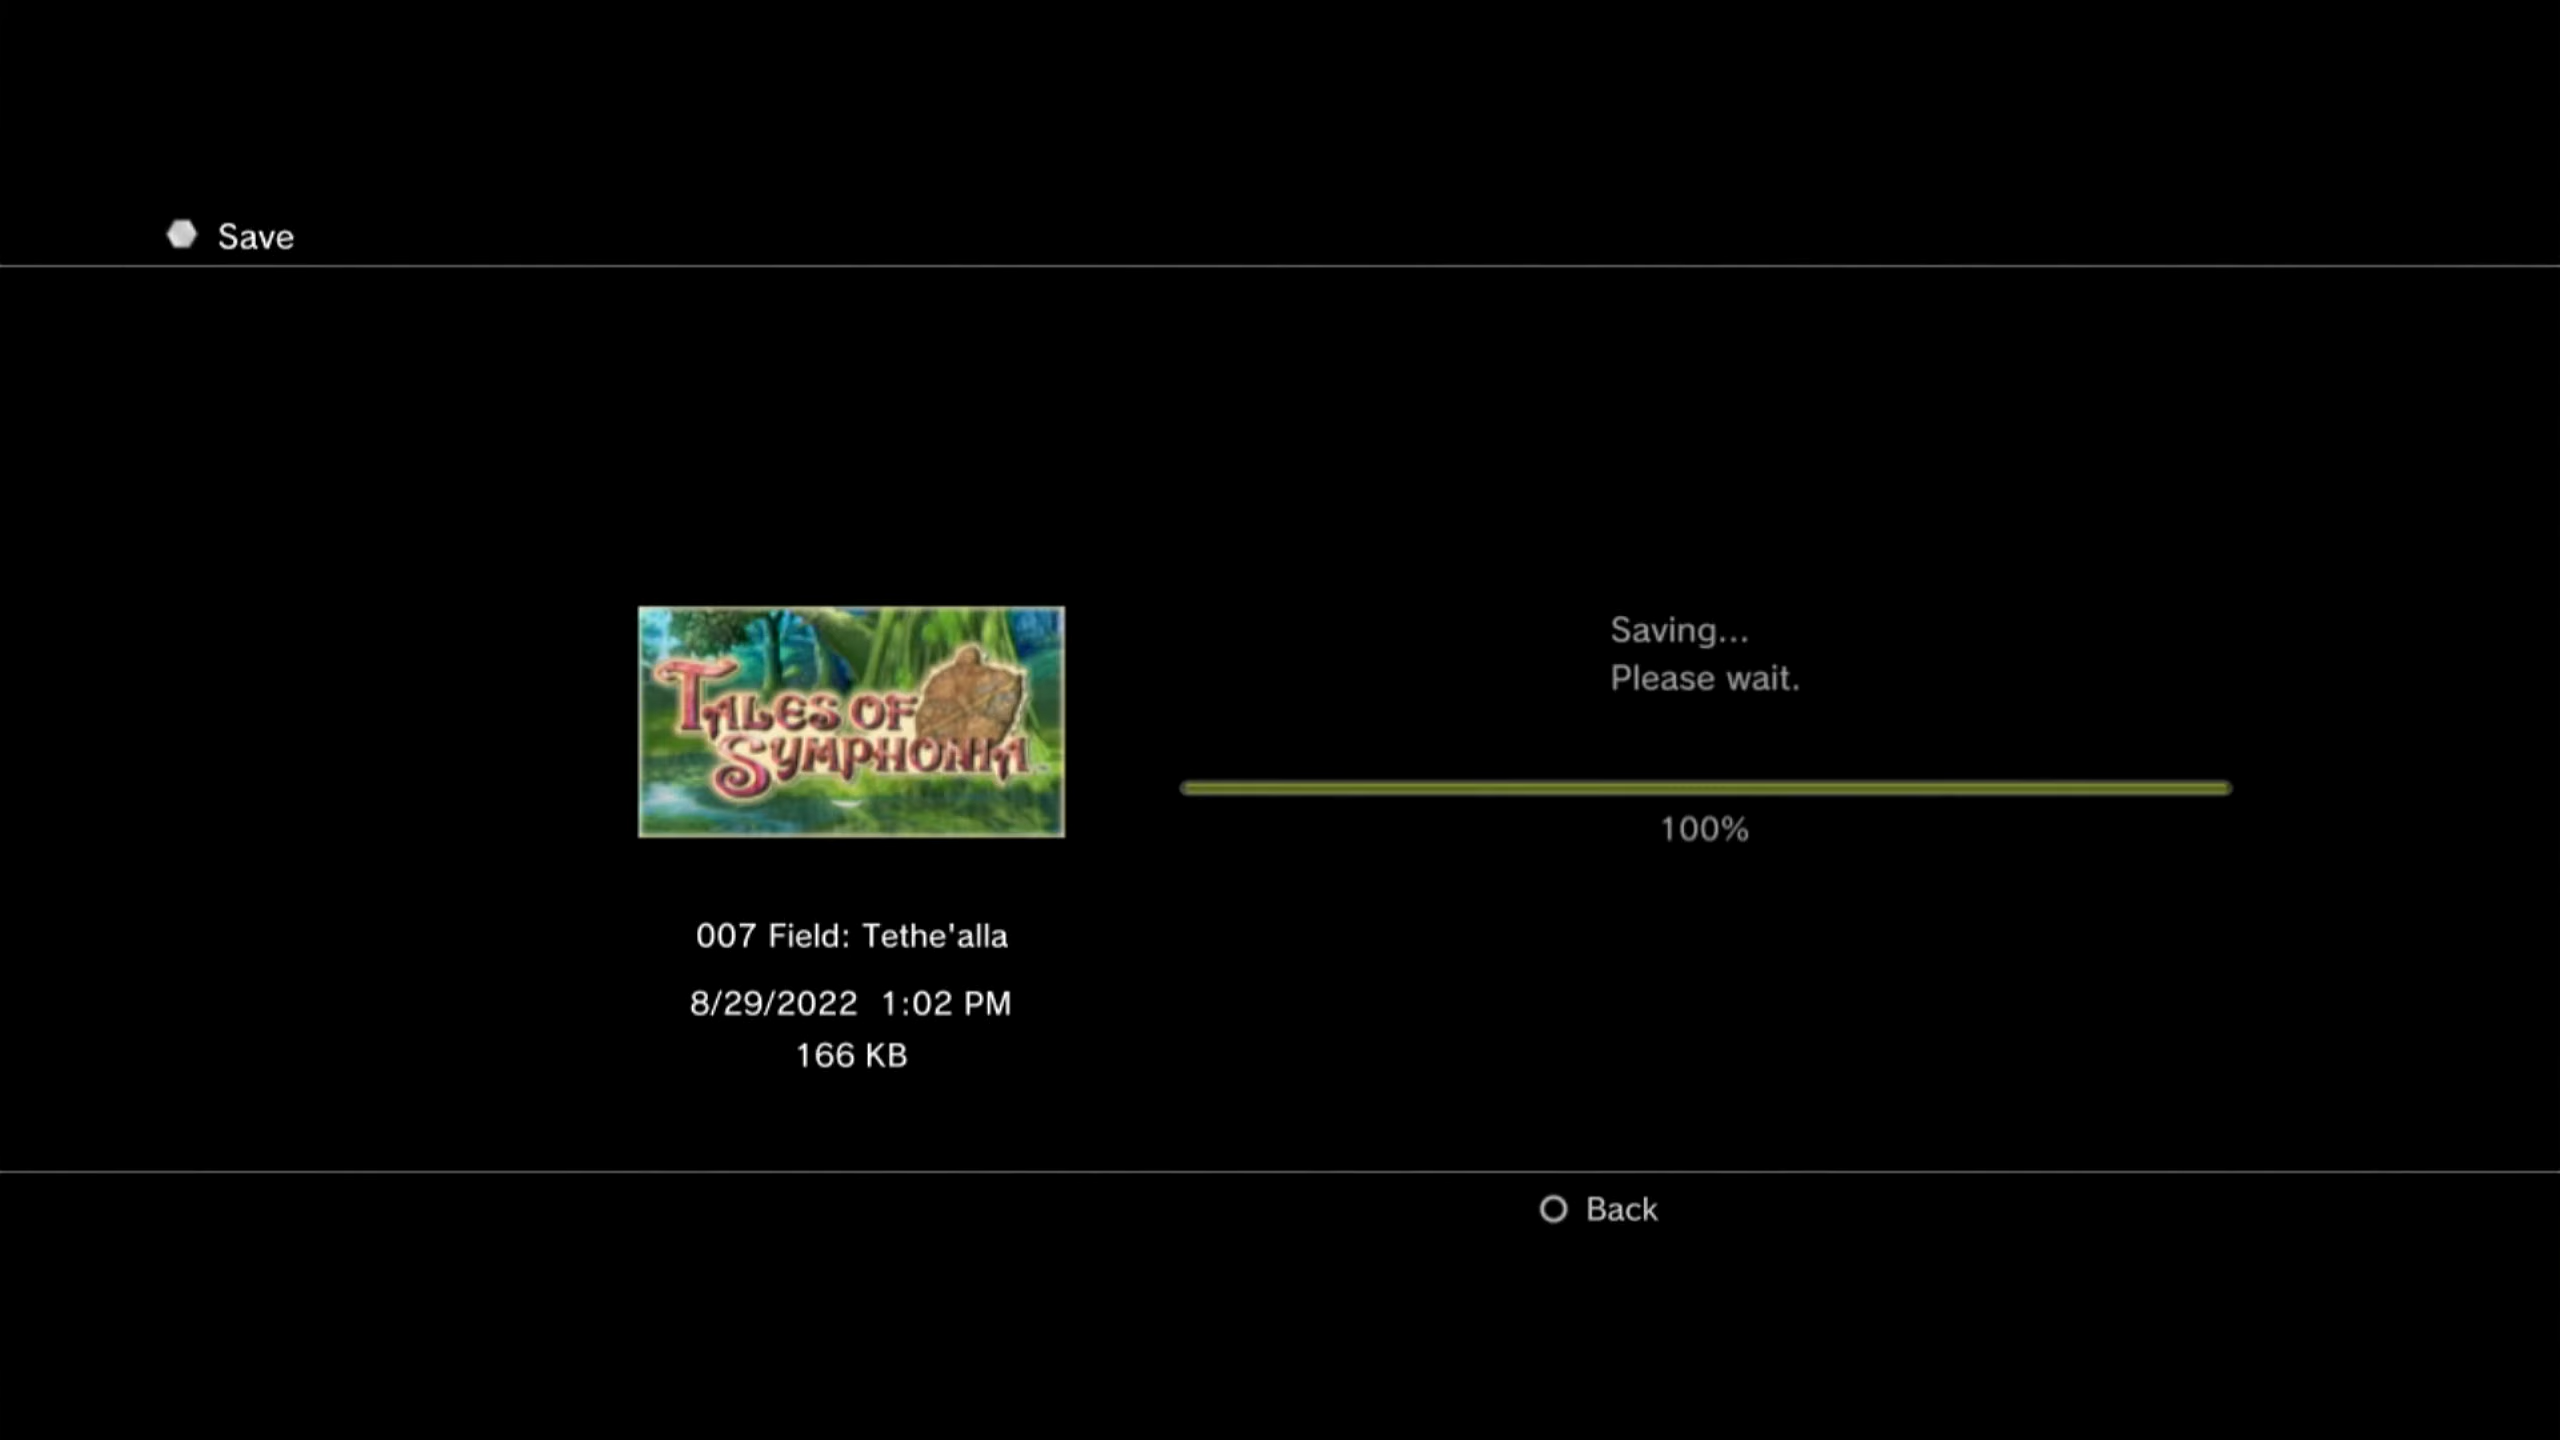 Save
TALES OF
SYMPHONIA
Saving...
Please wait.
100%
007 Field: Tethe'alla
8/29/2022 1:02 PM
166 KB
Back